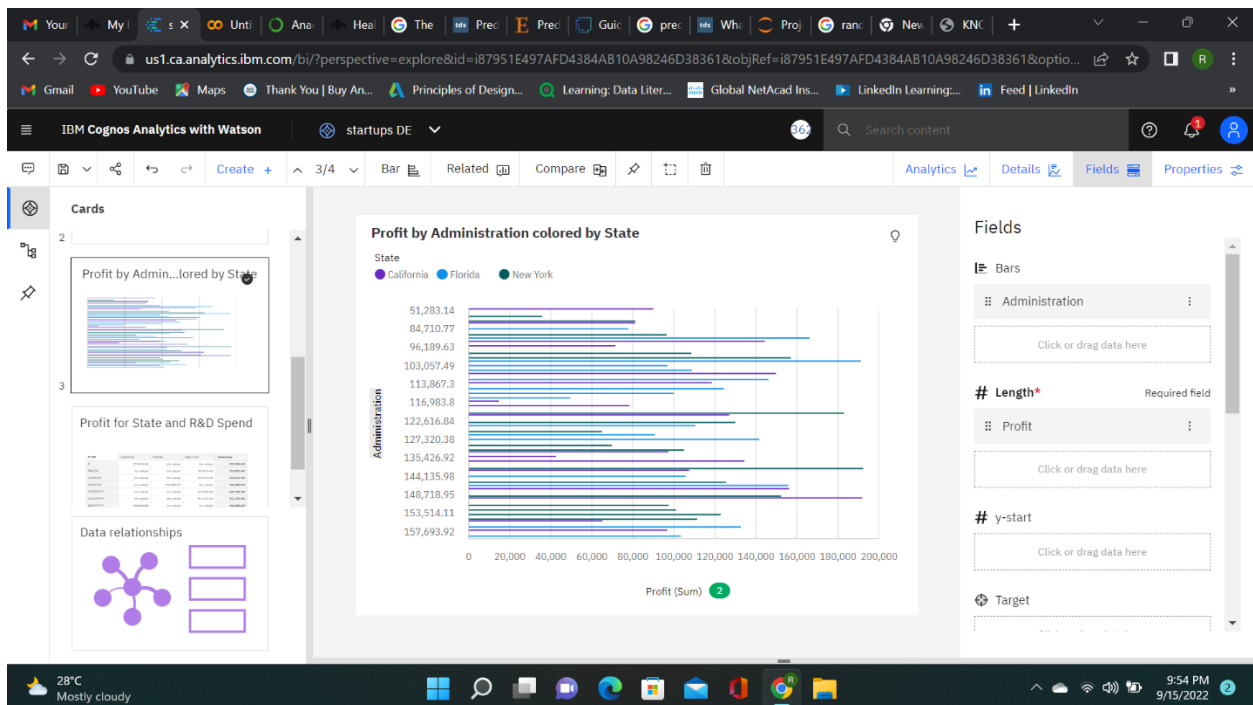 Your
My
s
Unti
Ana
Heal
The
Pred
Pred
Guic
prec
Wha
Proj
rand
New
KNC
us1.ca.analytics.ibm.com/bi/?perspective=explore&id=i87951E497AFD4384AB10A98246D38361&objRef=i87951E497AFD4384AB10A98246D38361&optio...
Gmail YouTube Maps Thank You | Buy An... Principles of Design... Learning: Data Liter... Global NetAcad Ins... LinkedIn Learning:... Feed | LinkedIn »
IBM Cognos Analytics with Watson startups DE 362 Search content
Create + 3/4 Bar Related Compare Analytics Details Fields Properties
Cards
2
Profit by Admin...lored by State
3
Profit for State and R&D Spend
Data relationships
Profit by Administration colored by State
State
California Florida New York
Administration
51,283.14
84,710.77
96,189.63
103,057.49
113,867.3
116,983.8
122,616.84
127,320.38
135,426.92
144,135.98
148,718.95
153,514.11
157,693.92
0 20,000 40,000 60,000 80,000 100,000 120,000 140,000 160,000 180,000 200,000
Profit (Sum) 2
Fields
Bars
Administration
Click or drag data here
# Length* Required field
Profit
Click or drag data here
# y-start
Click or drag data here
Target
28°C
Mostly cloudy
9:54 PM
9/15/2022
2